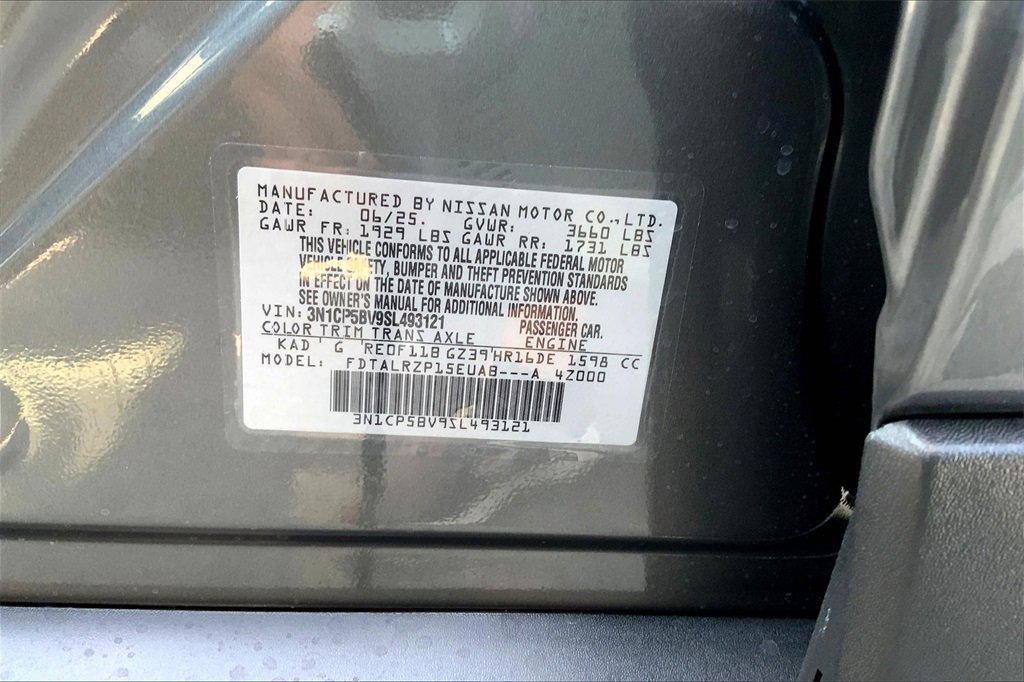 MANUFACTURED BY NISSAN MOTOR CO.,LTD.
DATE: 06/25. GVWR: 3660 LBS
GAWR FR: 1929 LBS GAWR RR: 1731 LBS
THIS VEHICLE CONFORMS TO ALL APPLICABLE FEDERAL MOTOR
VEHICLE SAFETY, BUMPER AND THEFT PREVENTION STANDARDS
IN EFFECT ON THE DATE OF MANUFACTURE SHOWN ABOVE.
SEE OWNER'S MANUAL FOR ADDITIONAL INFORMATION.
VIN: 3N1CP5BV9SL493121 PASSENGER CAR.
COLOR TRIM TRANS AXLE ENGINE
KAD G RE0F11B GZ39 HR16DE 1598 CC
MODEL: FDTALRZP15EUAB---A 4Z000
3N1CP5BV9SL493121